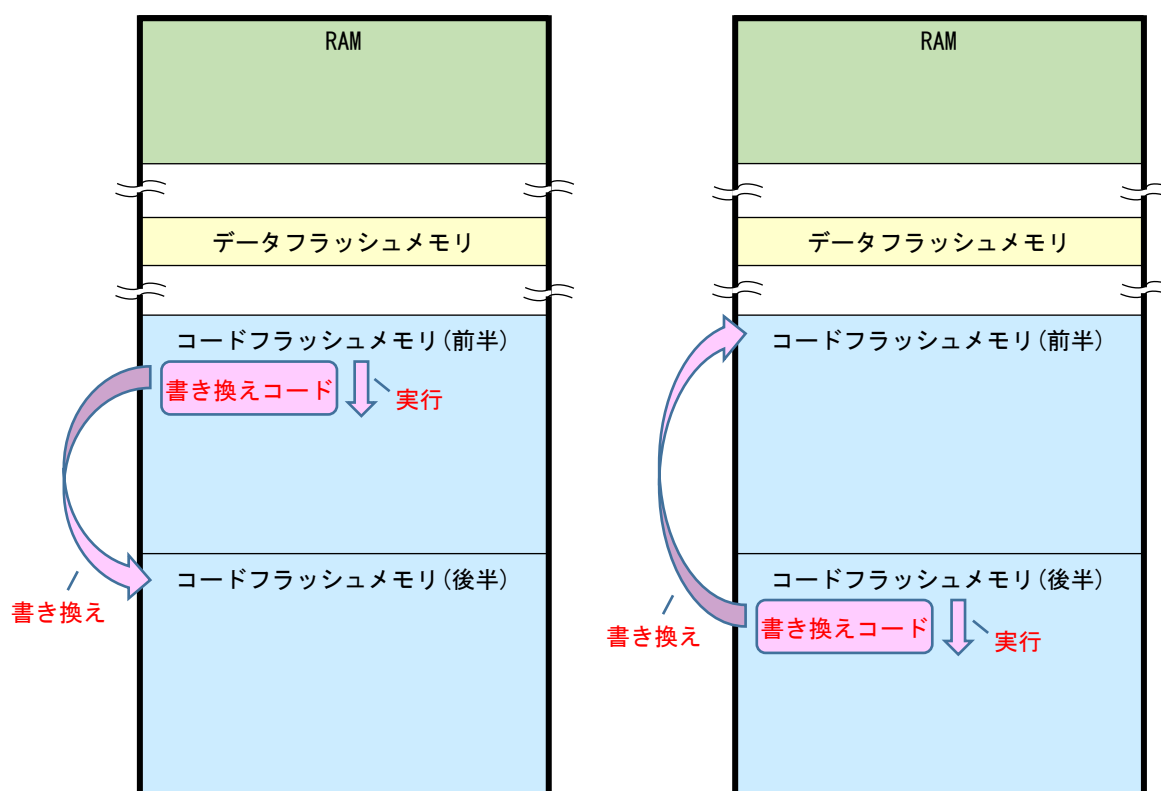 RAM
データフラッシュメモリ
コードフラッシュメモリ(前半)
書き換えコード
実行
コードフラッシュメモリ(後半)
書き換え
RAM
データフラッシュメモリ
コードフラッシュメモリ(前半)
コードフラッシュメモリ(後半)
書き換えコード
実行
書き換え